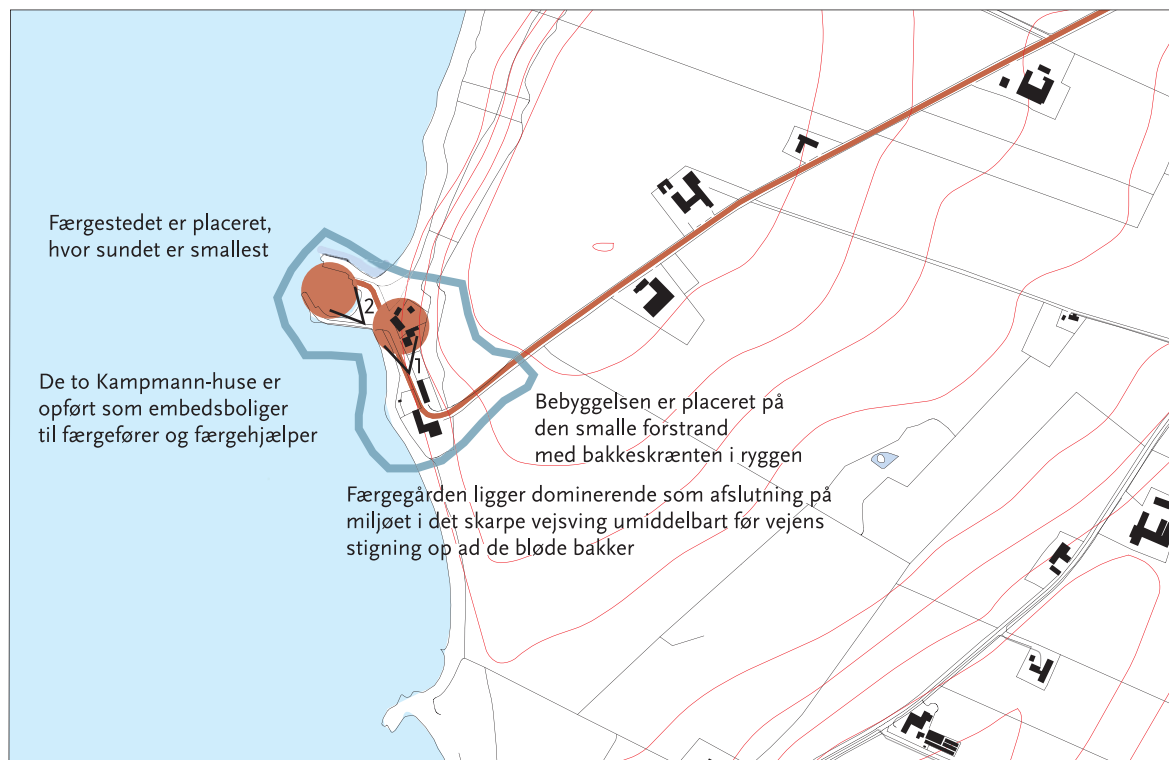 Færgestedet er placeret,
hvor sundet er smallest
2
1
De to Kampmann-huse er
opført som embedsboliger
til færgefører og færgehjælper
Bebyggelsen er placeret på
den smalle forstrand
med bakkeskrænten i ryggen
Færgegården ligger dominerende som afslutning på
miljøet i det skarpe vejsving umiddelbart før vejens
stigning op ad de bløde bakker